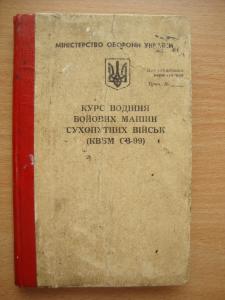 МІНІСТЕРСТВО ОБОРОНИ УКРАЇНИ
КУРС ВОДІННЯ
БОЙОВИХ МАШИН
СУХОПУТНИХ ВІЙСЬК
(КВБМ СВ-99)